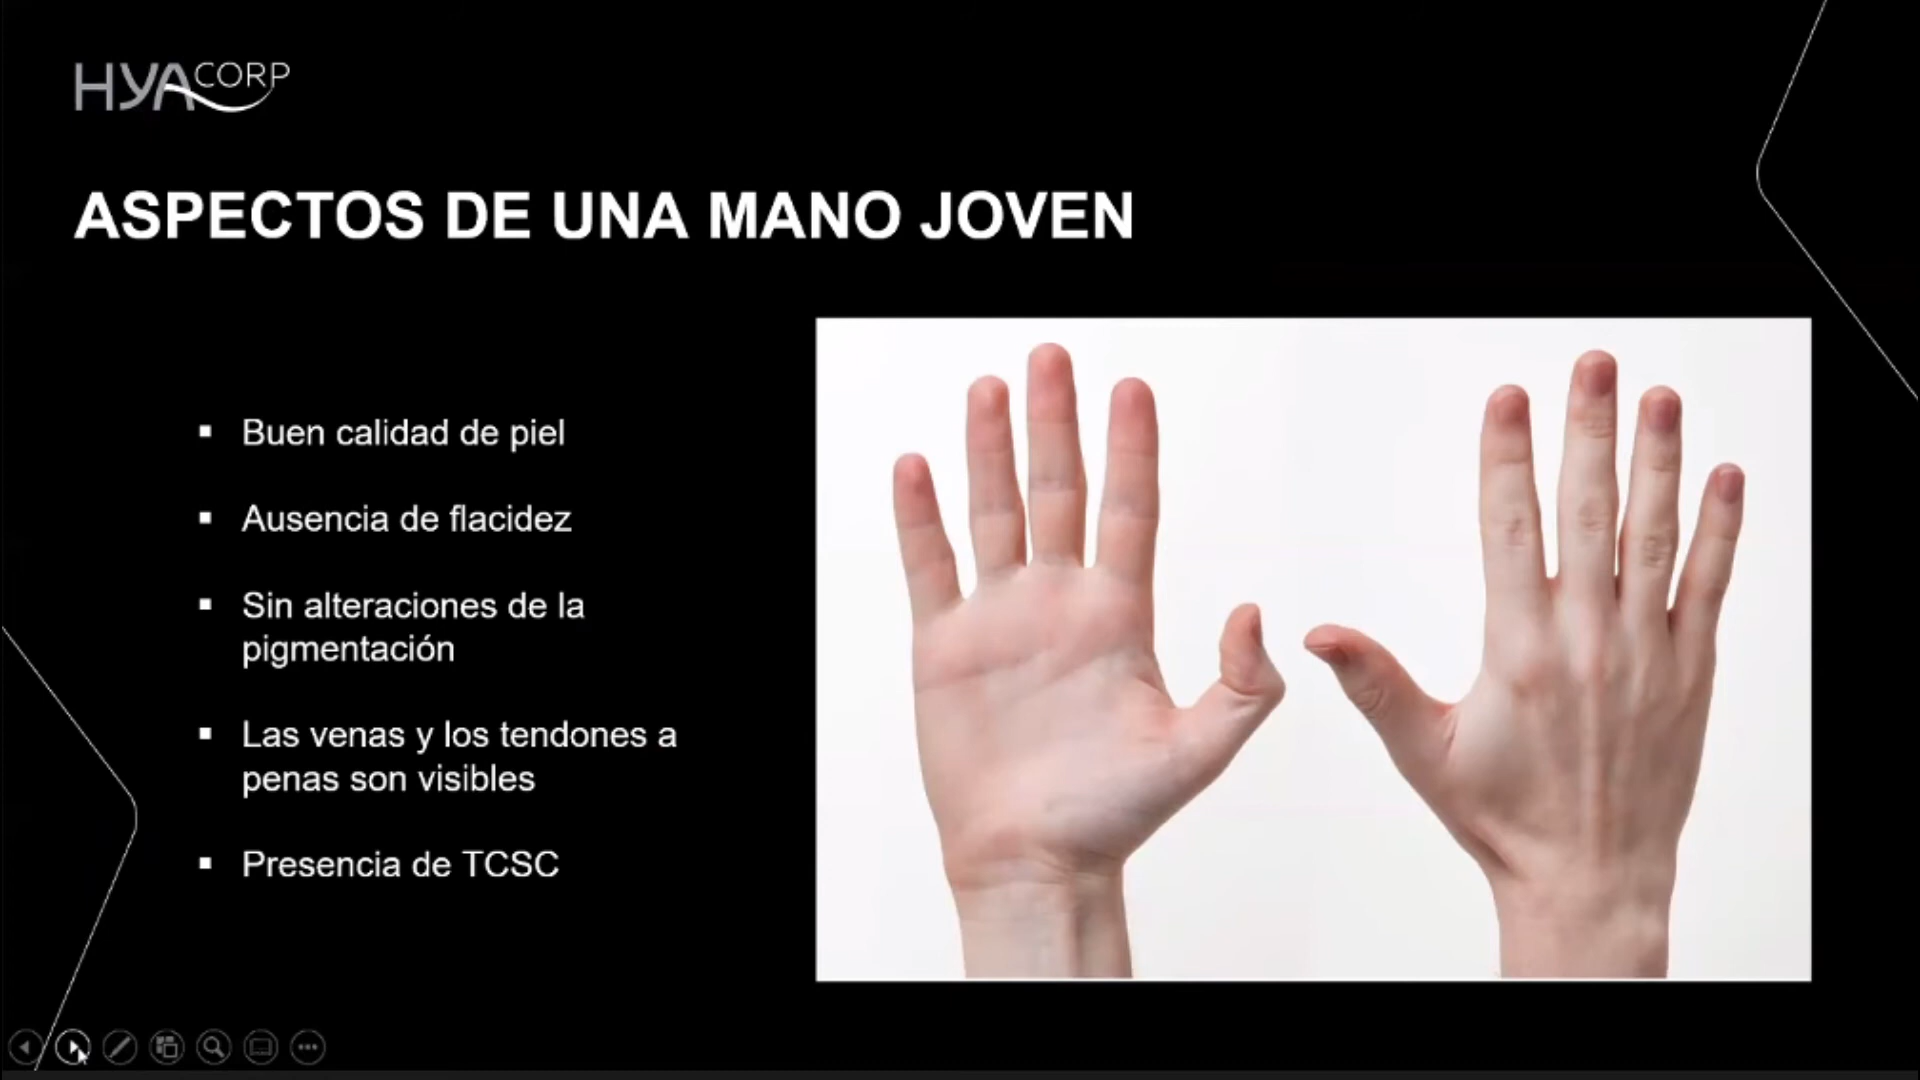 HYACORP
ASPECTOS DE UNA MANO JOVEN
▪ Buen calidad de piel
▪ Ausencia de flacidez
▪ Sin alteraciones de la
pigmentación
▪ Las venas y los tendones a
penas son visibles
▪ Presencia de TCSC